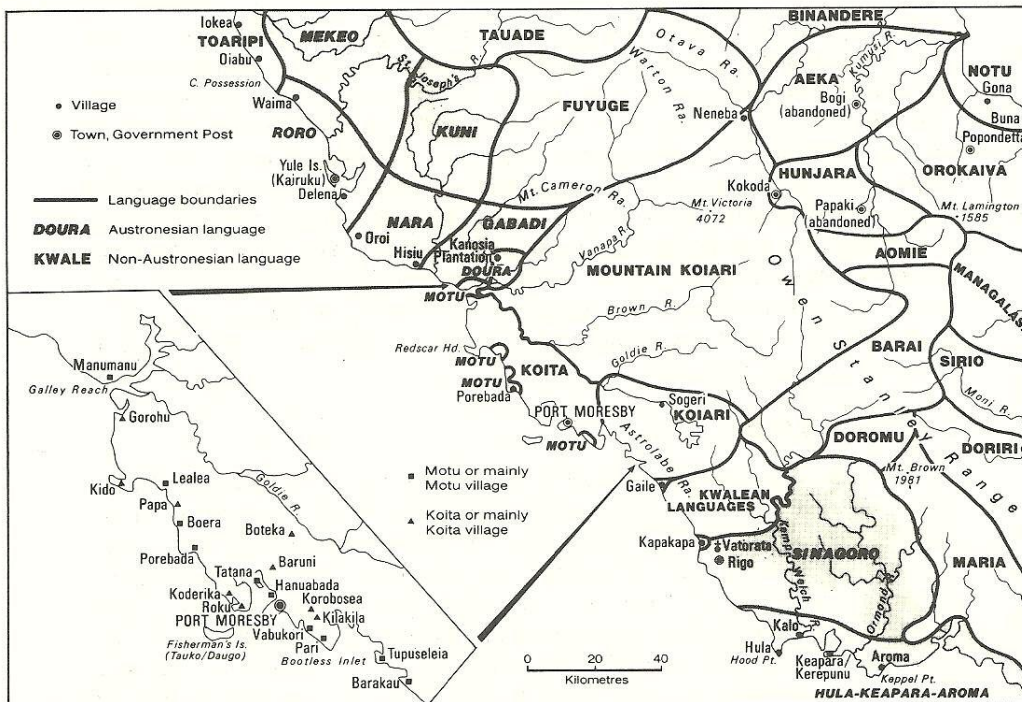 Iokea
TOARIPI
Oiabu
C. Possession
Waima
MEKEO
St. Joseph's R.
TAUADE
Otava Ra.
Warton Ra.
BINANDERE
AEKA
Kumusi R.
Bogi
(abandoned)
NOTU
Gona
Buna
Popondetta
OROKAIVA
Village
Town, Government Post
RORO
KUNI
FUYUGE
Neneba
Yule Is.
(Kairuku)
Delena
Language boundaries
DOURA Austronesian language
KWALE Non-Austronesian language
NARA
Oroi
Hisiu
GABADI
Kanosia
Plantation
DOURA
Mt. Cameron Ra.
Vanapa R.
Mt. Victoria
4072
Kokoda
HUNJARA
Papaki
(abandoned)
Mt. Lamington
1585
AOMIE
MANAGALAS
MOUNTAIN KOIARI
Owen Stanley Range
MOTU
Brown R.
Redscar Hd.
MOTU
KOITA
Goldie R.
MOTU
Porebada
PORT MORESBY
MOTU
Sogeri
KOIARI
Astrolabe Ra.
BARAI
SIRIO
Moni R.
DOROMU
DORIRI
Mt. Brown
1981
Gaile
KWALEAN
LANGUAGES
Kapakapa
Vatorata
Rigo
SINAGORO
Kemp Welch R.
Ormond R.
MARIA
Kalo
Hula
Hood Pt.
Keapara/
Kerepunu
Aroma
Keppel Pt.
HULA-KEAPARA-AROMA
Manumanu
Galley Reach
Gorohu
Kido
Lealea
Papa
Boera
Porebada
Goldie R.
Boteka
Baruni
Tatana
Hanuabada
Koderika
Roku
Korobosea
PORT MORESBY
Kilakila
Vabukori
Fisherman's Is.
(Tauko/Daugo)
Pari
Bootless Inlet
Tupuseleia
Barakau
Motu or mainly
Motu village
Koita or mainly
Koita village
0 20 40
Kilometres